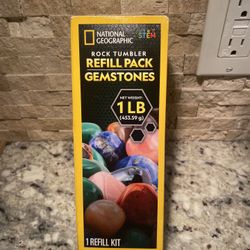 NATIONAL
GEOGRAPHIC
STEM
ROCK TUMBLER
REFILL PACK
GEMSTONES
NET WEIGHT:
1 LB
(453.59 g)
1 REFILL KIT